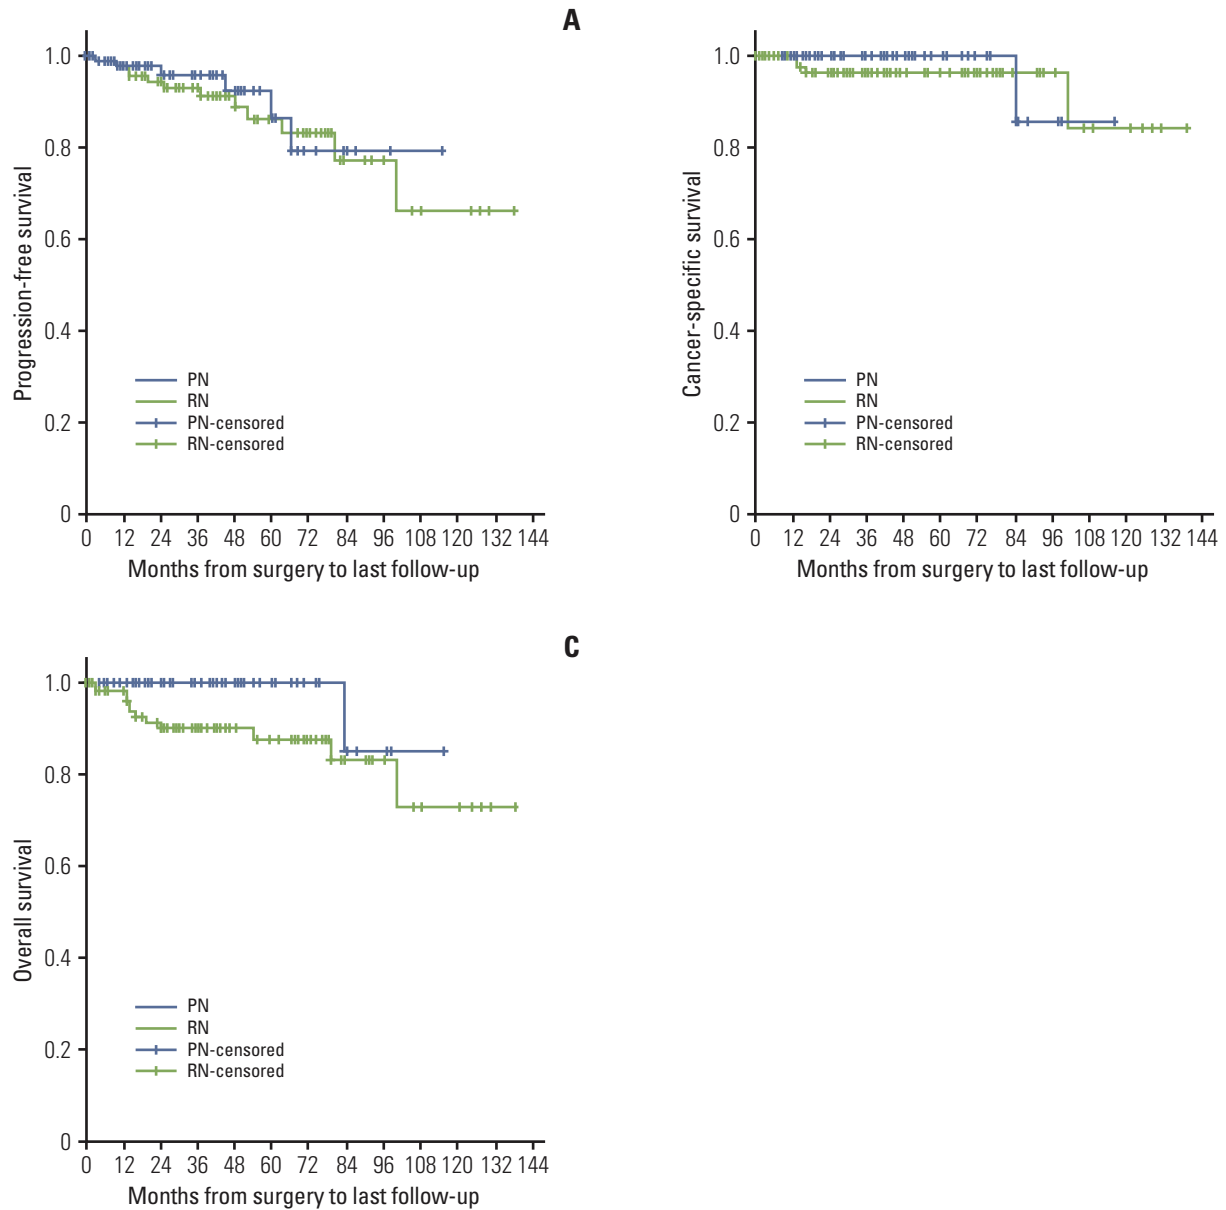 A
1.0
0.8
0.6
0.4
0.2
0
Progression-free survival
PN
RN
PN-censored
RN-censored
0 12 24 36 48 60 72 84 96 108 120 132 144
Months from surgery to last follow-up
1.0
0.8
0.6
0.4
0.2
0
Cancer-specific survival
PN
RN
PN-censored
RN-censored
0 12 24 36 48 60 72 84 96 108 120 132 144
Months from surgery to last follow-up
C
1.0
0.8
0.6
0.4
0.2
0
Overall survival
PN
RN
PN-censored
RN-censored
0 12 24 36 48 60 72 84 96 108 120 132 144
Months from surgery to last follow-up